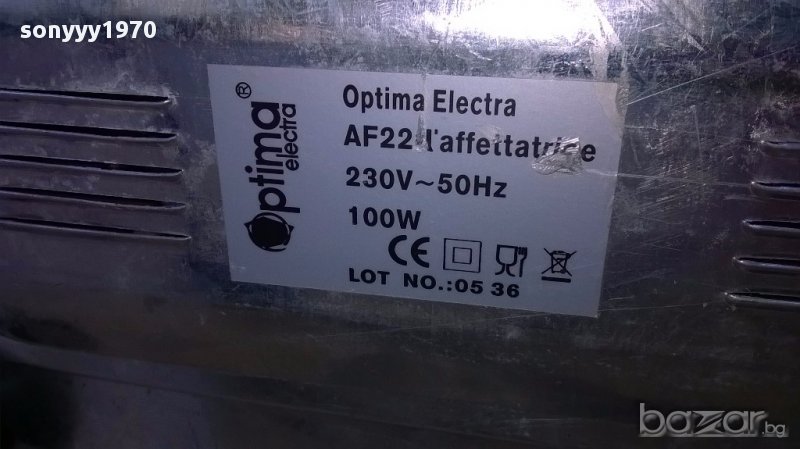 sonyyy1970
Optima
electra
®
Optima Electra
AF22 l'affettatrice
230V~50Hz
100W
CE
LOT NO.:05 36
bazar.bg